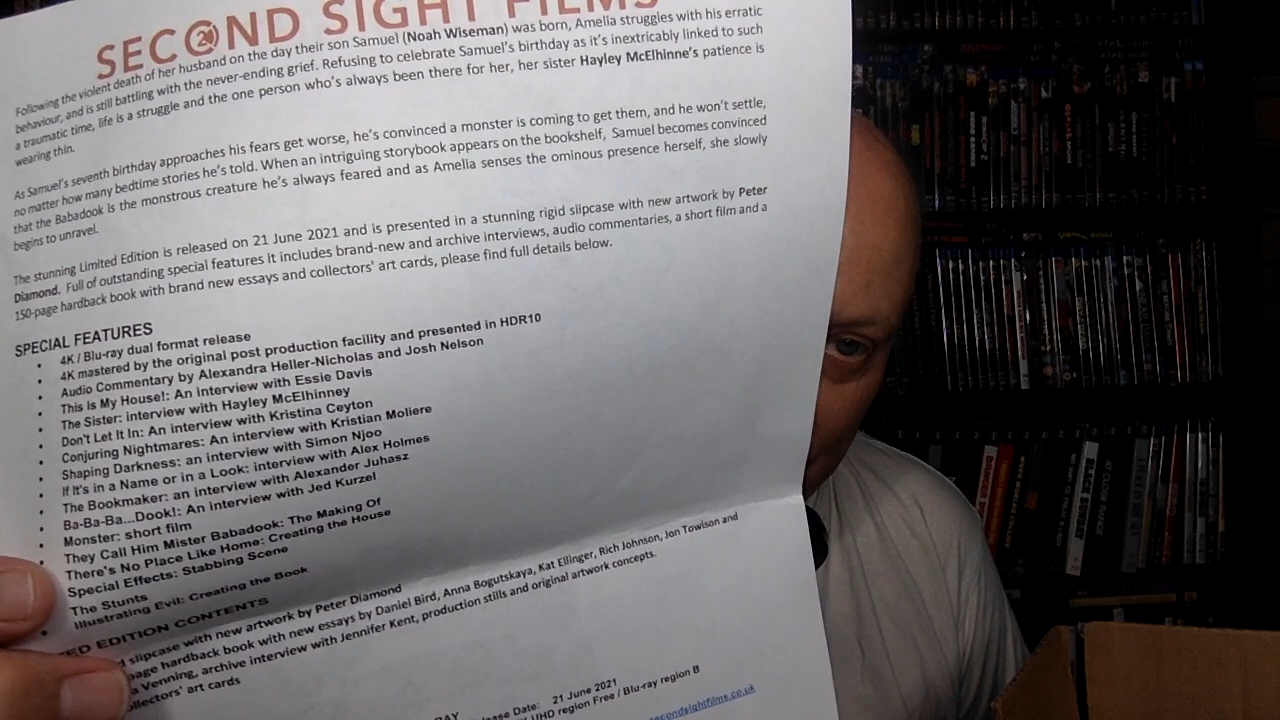 SECOND SIGHT FILMS
Following the violent death of her husband on the day their son Samuel (Noah Wiseman) was born, Amelia struggles with his erratic
behaviour, and is still battling with the never-ending grief. Refusing to celebrate Samuel's birthday as it's inextricably linked to such
a traumatic time, life is a struggle and the one person who's always been there for her, her sister Hayley McElhinne's patience is
wearing thin.
As Samuel's seventh birthday approaches his fears get worse, he's convinced a monster is coming to get them, and he won't settle,
no matter how many bedtime stories he's told. When an intriguing storybook appears on the bookshelf, Samuel becomes convinced
that the Babadook is the monstrous creature he's always feared and as Amelia senses the ominous presence herself, she slowly
begins to unravel.
The stunning Limited Edition is released on 21 June 2021 and is presented in a stunning rigid slipcase with new artwork by Peter
Diamond. Full of outstanding special features It includes brand-new and archive interviews, audio commentaries, a short film and a
150-page hardback book with brand new essays and collectors' art cards, please find full details below.
SPECIAL FEATURES
• 4K / Blu-ray dual format release
• 4K mastered by the original post production facility and presented in HDR10
• Audio Commentary by Alexandra Heller-Nicholas and Josh Nelson
• This is My House!: An interview with Essie Davis
• The Sister: interview with Hayley McElhinney
• Don't Let It In: An interview with Kristina Ceyton
• Conjuring Nightmares: An interview with Kristian Moliere
• Shaping Darkness: an interview with Simon Njoo
• If It's in a Name or in a Look: interview with Alex Holmes
• The Bookmaker: an interview with Alexander Juhasz
• Ba-Ba-Ba...Dook!: An interview with Jed Kurzel
• Monster: short film
They Call Him Mister Babadook: The Making Of
There's No Place Like Home: Creating the House
Special Effects: Stabbing Scene
The Stunts
• Illustrating Evil: Creating the Book
ED EDITION CONTENTS
slipcase with new artwork by Peter Diamond
page hardback book with new essays by Daniel Bird, Anna Bogutskaya, Kat Ellinger, Rich Johnson, Jon Towlson and
a Venning, archive interview with Jennifer Kent, production stills and original artwork concepts.
ollectors' art cards
RAY
lease Date: 21 June 2021
UHD region Free / Blu-ray region B
secondsightfilms.co.uk
AT CLOSE RANGE